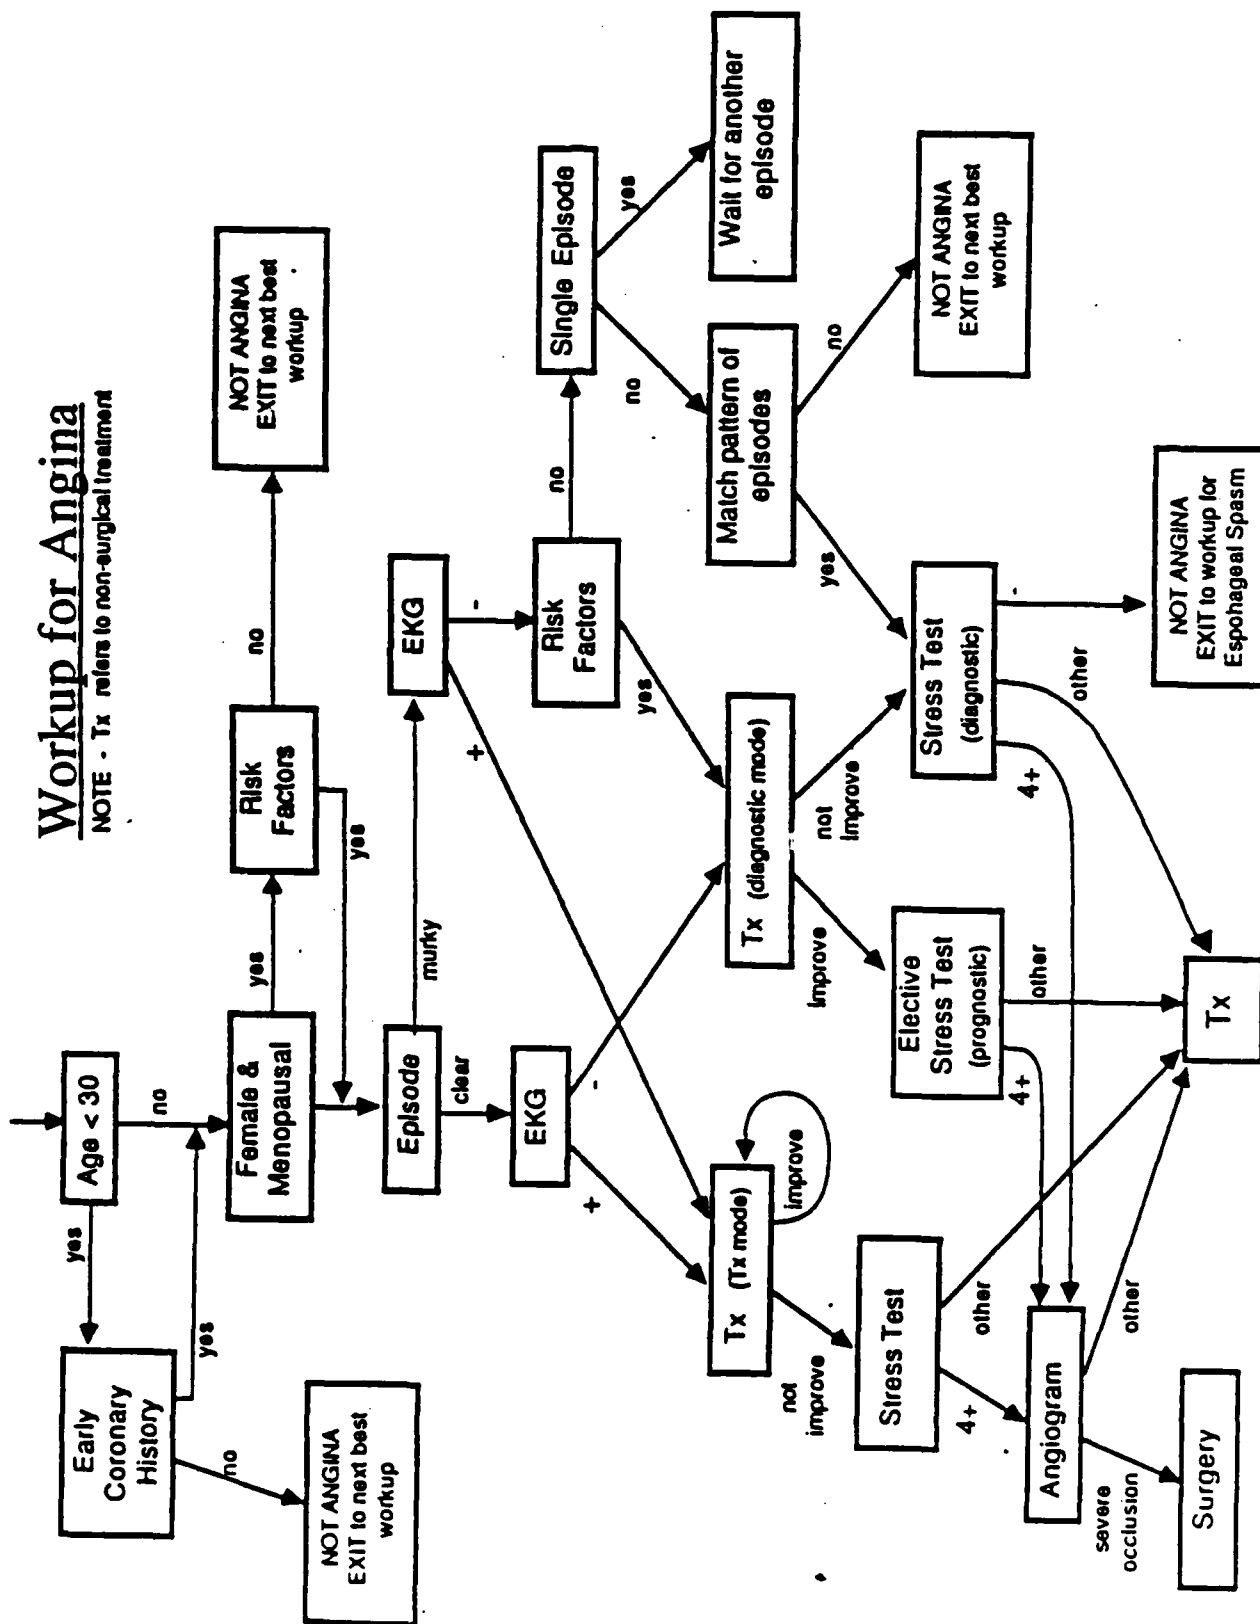 Workup for Angina
NOTE - Tx refers to non-surgical treatment
Age < 30
yes
no
Early
Coronary
History
yes
no
NOT ANGINA
EXIT to next best
workup
Female &
Menopausal
yes
Risk
Factors
no
yes
NOT ANGINA
EXIT to next best
workup
Episode
murky
clear
EKG
+
-
EKG
+
-
Risk
Factors
no
yes
Single Episode
no
yes
Wait for another
episode
Match pattern of
episodes
yes
no
NOT ANGINA
EXIT to next best
workup
Tx (Tx mode)
improve
not
improve
Tx (diagnostic mode)
improve
not
improve
Stress Test
4+
other
Elective
Stress Test
(prognostic)
4+
other
Stress Test
(diagnostic)
4+
other
-
NOT ANGINA
EXIT to workup for
Espohageal Spasm
Angiogram
severe
occlusion
other
Surgery
Tx